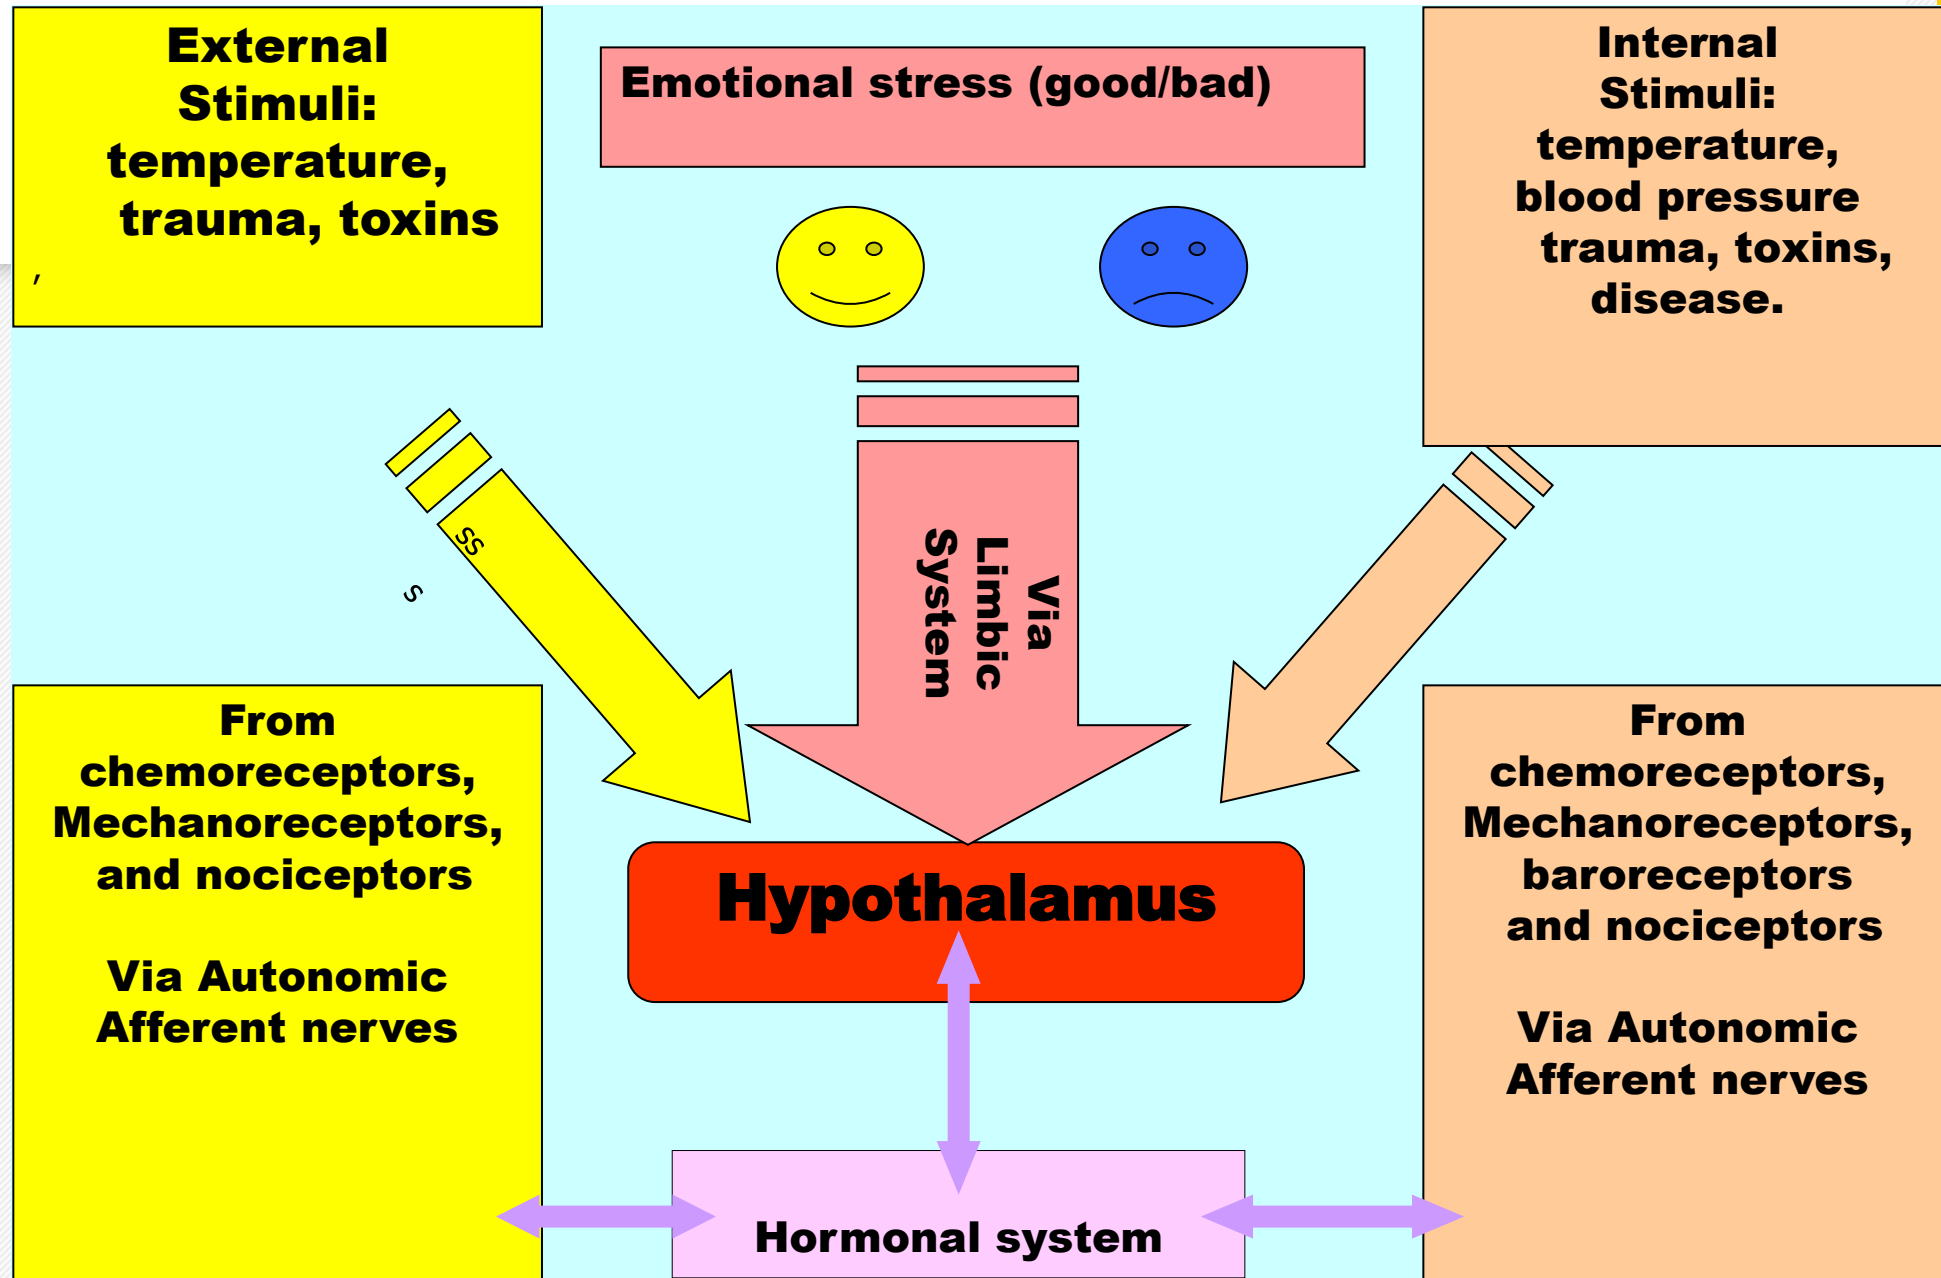 External
Stimuli:
temperature,
trauma, toxins
,
Emotional stress (good/bad)
Internal
Stimuli:
temperature,
blood pressure
trauma, toxins,
disease.
ss
s
Via
Limbic
System
From
chemoreceptors,
Mechanoreceptors,
and nociceptors
Via Autonomic
Afferent nerves
Hypothalamus
From
chemoreceptors,
Mechanoreceptors,
baroreceptors
and nociceptors
Via Autonomic
Afferent nerves
Hormonal system